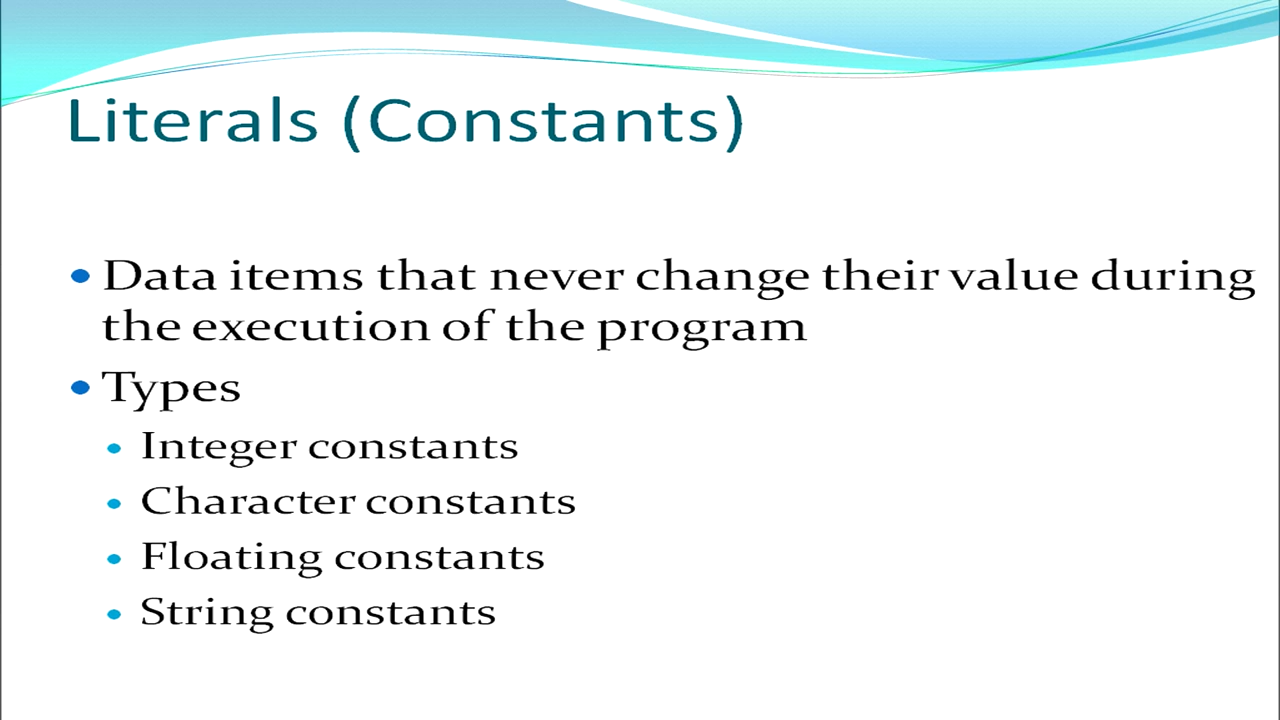 Literals (Constants)
• Data items that never change their value during
the execution of the program
• Types
• Integer constants
• Character constants
• Floating constants
• String constants